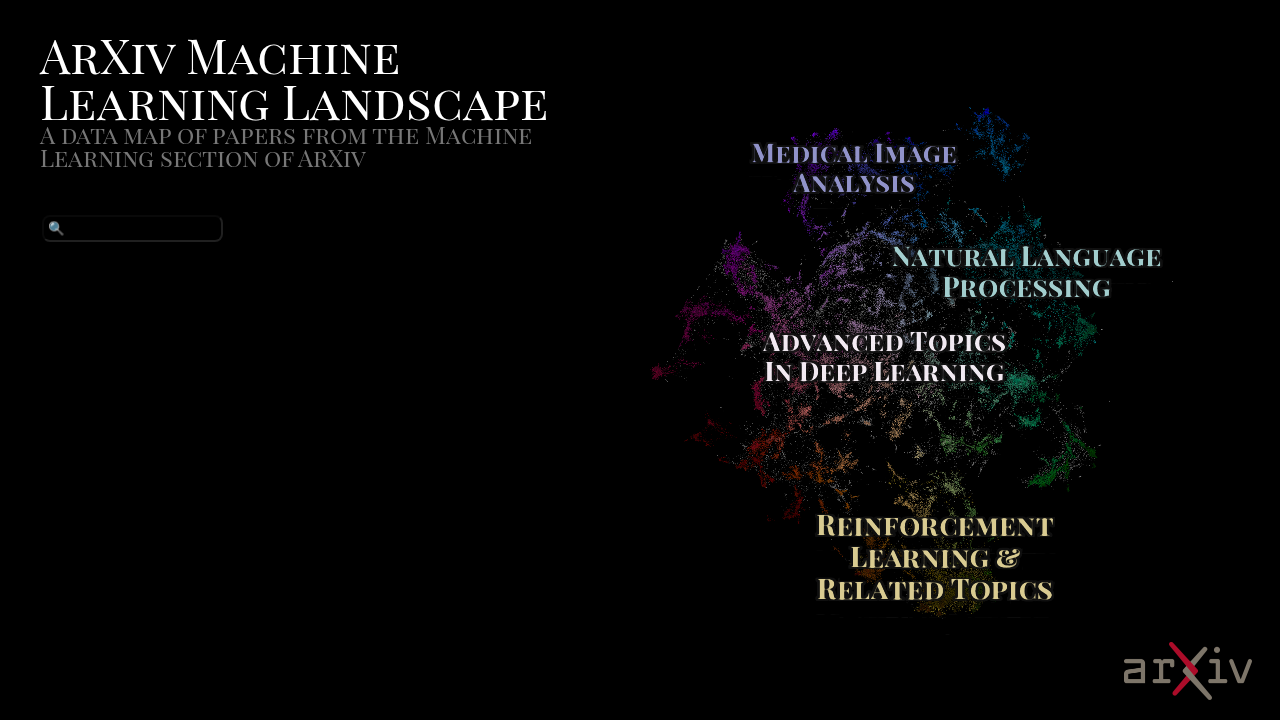 ArXiv Machine
Learning Landscape
A data map of papers from the Machine
Learning section of ArXiv
Medical Image
Analysis
Natural Language
Processing
Advanced Topics
In Deep Learning
Reinforcement
Learning &
Related Topics
arXiv